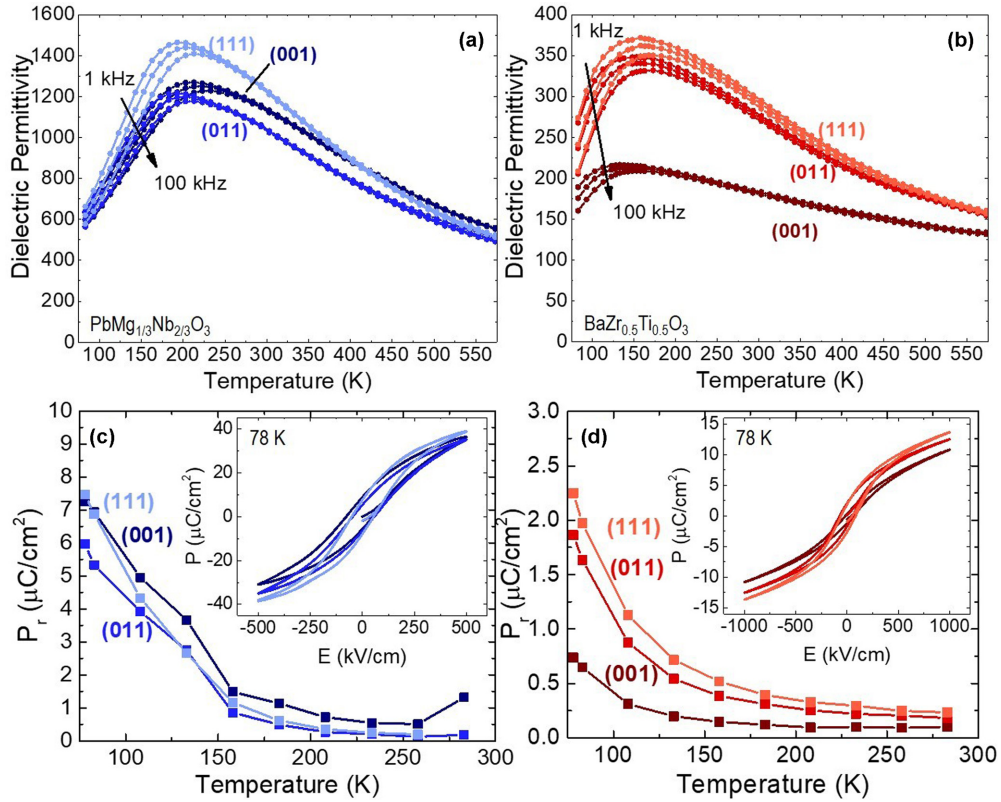 1600
1400
1200
1000
800
600
400
200
0
Dielectric Permittivity
(a)
(111)
(001)
1 kHz
(011)
100 kHz
PbMg1/3Nb2/3O3
100 150 200 250 300 350 400 450 500 550
Temperature (K)
400
350
300
250
200
150
100
50
0
Dielectric Permittivity
(b)
1 kHz
(111)
(011)
100 kHz
(001)
BaZr0.5Ti0.5O3
100 150 200 250 300 350 400 450 500 550
Temperature (K)
10
9
8
7
6
5
4
3
2
1
0
Pr (μC/cm2)
(c)
(111)
(001)
(011)
78 K
40
20
0
-20
-40
P (μC/cm2)
-500 -250 0 250 500
E (kV/cm)
100 150 200 250 300
Temperature (K)
3.0
2.5
2.0
1.5
1.0
0.5
0.0
Pr (μC/cm2)
(d)
(111)
(011)
(001)
78 K
15
10
5
0
-5
-10
-15
P (μC/cm2)
-1000 -500 0 500 1000
E (kV/cm)
100 150 200 250 300
Temperature (K)